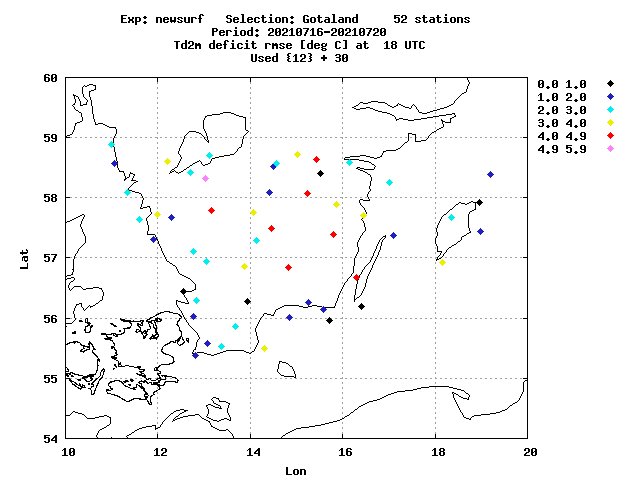 Exp: newsurf   Selection: Gotaland     52 stations
Period: 20210716-20210720
Td2m deficit rmse [deg C] at  18 UTC
Used {12} + 30
0.0 1.0
1.0 2.0
2.0 3.0
3.0 4.0
4.0 4.9
4.9 5.9
60
59
58
57
56
55
54
Lat
10 12 14 16 18 20
Lon